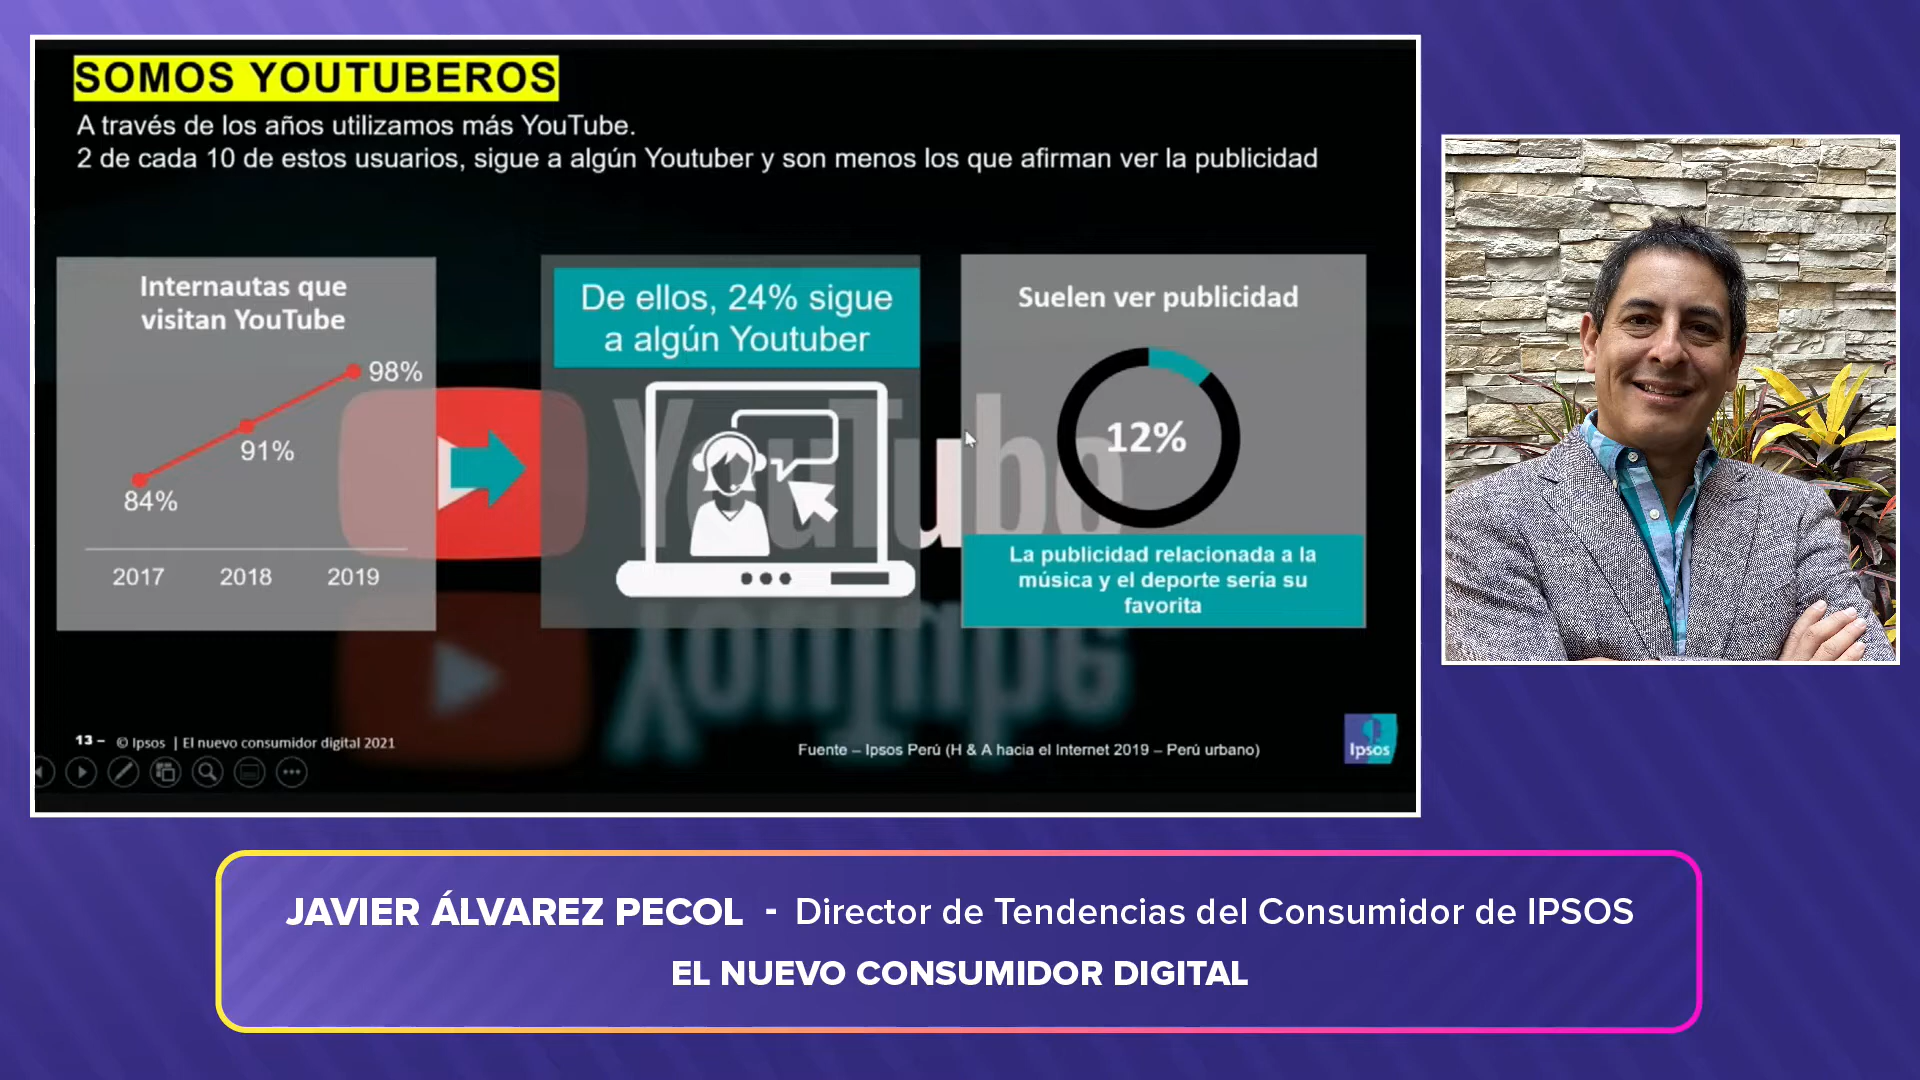 SOMOS YOUTUBEROS
A través de los años utilizamos más YouTube.
2 de cada 10 de estos usuarios, sigue a algún Youtuber y son menos los que afirman ver la publicidad
Internautas que
visitan YouTube
98%
91%
84%
2017 2018 2019
De ellos, 24% sigue
a algún Youtuber
YouTube
Suelen ver publicidad
12%
La publicidad relacionada a la
música y el deporte sería su
favorita
13 – © Ipsos | El nuevo consumidor digital 2021
Fuente – Ipsos Perú (H & A hacia el Internet 2019 – Perú urbano)
Ipsos
JAVIER ÁLVAREZ PECOL - Director de Tendencias del Consumidor de IPSOS
EL NUEVO CONSUMIDOR DIGITAL